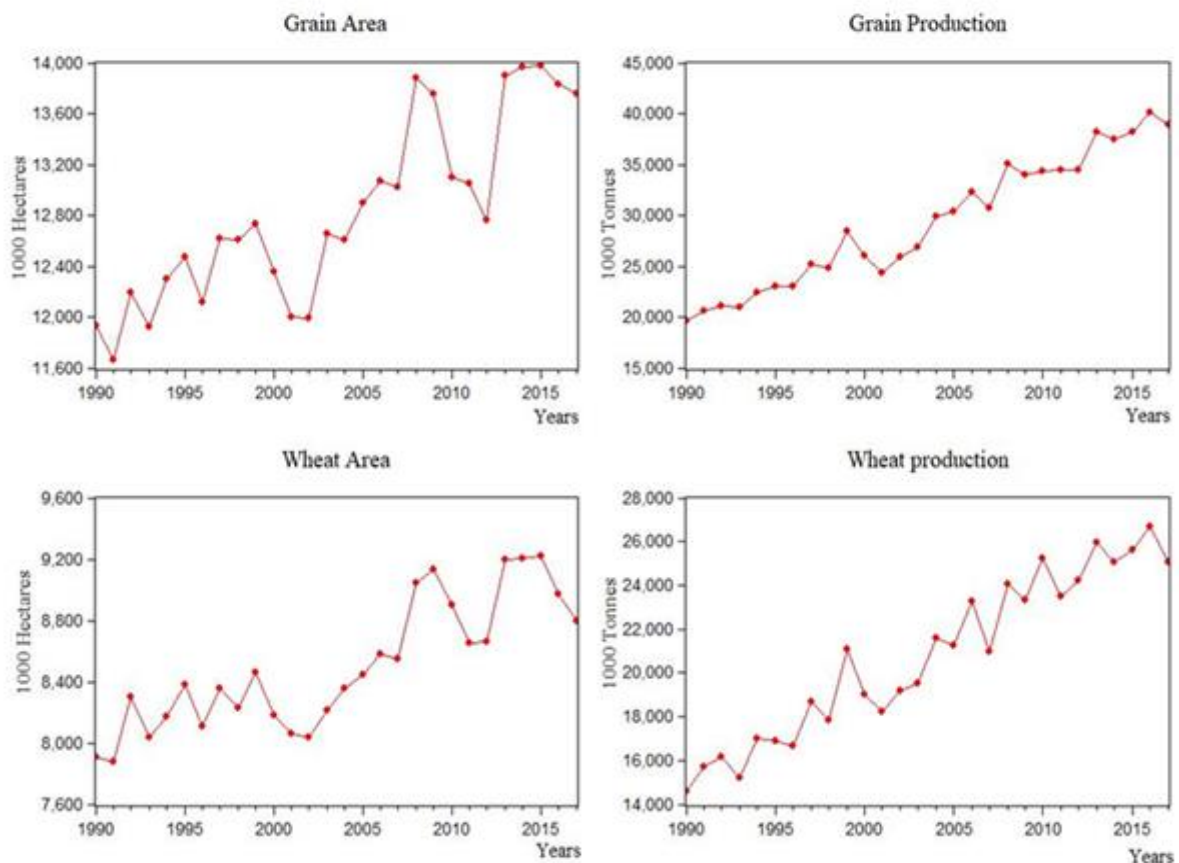 Grain Area
1000 Hectares
14,000
13,600
13,200
12,800
12,400
12,000
11,600
1990 1995 2000 2005 2010 2015
Years
Grain Production
1000 Tonnes
45,000
40,000
35,000
30,000
25,000
20,000
15,000
1990 1995 2000 2005 2010 2015
Years
Wheat Area
1000 Hectares
9,600
9,200
8,800
8,400
8,000
7,600
1990 1995 2000 2005 2010 2015
Years
Wheat production
1000 Tonnes
28,000
26,000
24,000
22,000
20,000
18,000
16,000
14,000
1990 1995 2000 2005 2010 2015
Years